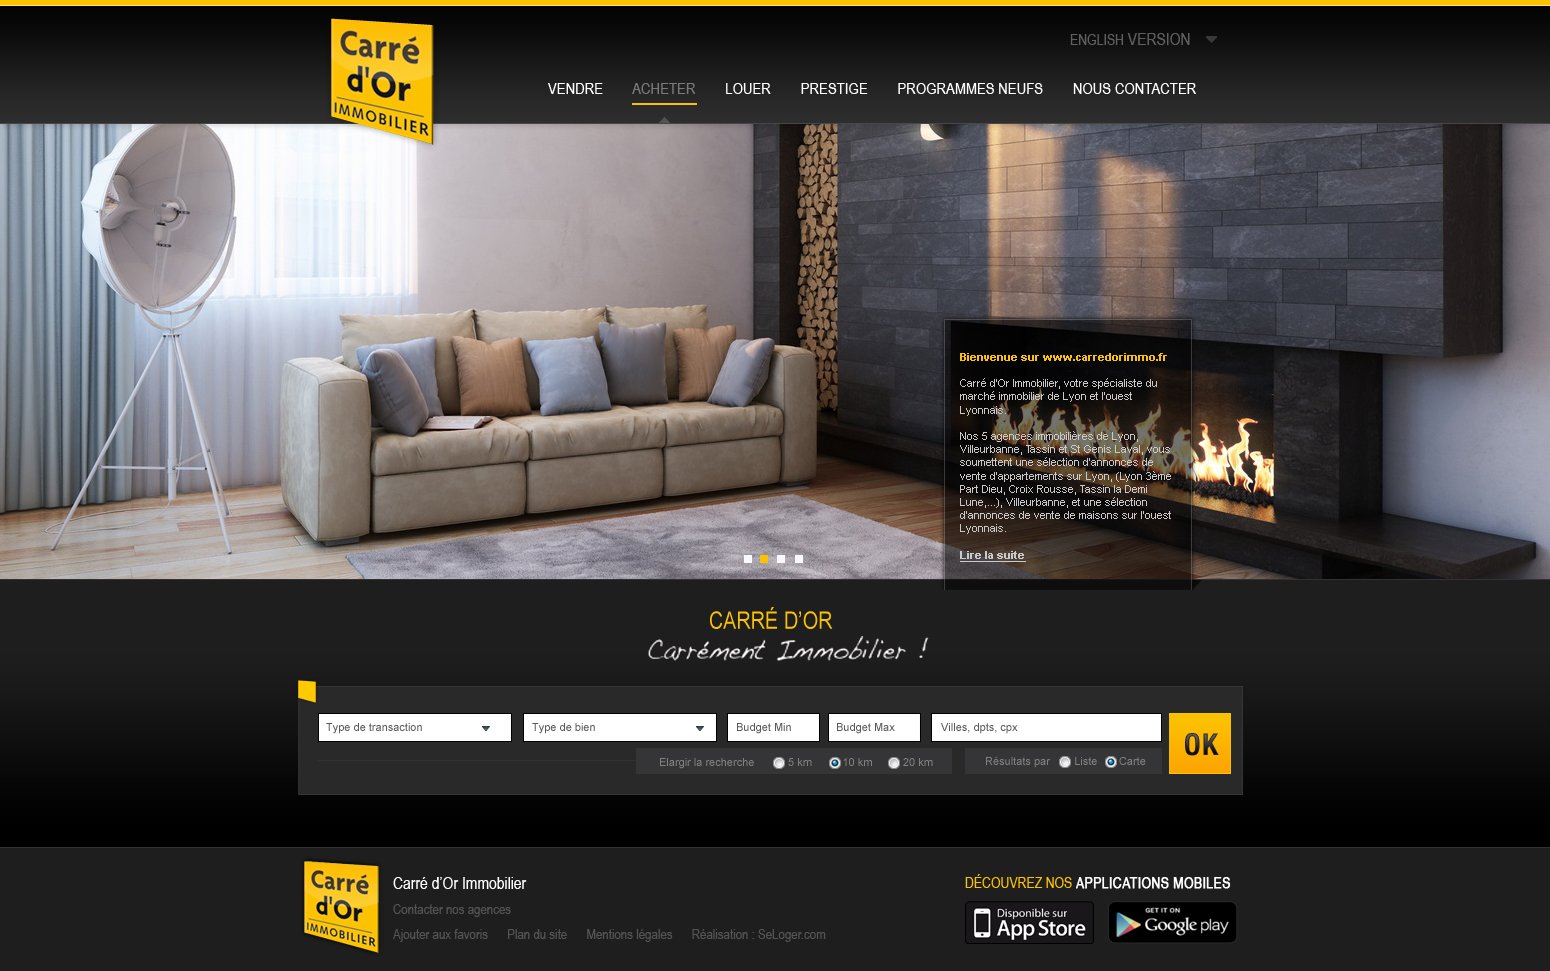 Carré
d'Or
IMMOBILIER
ENGLISH VERSION
VENDRE ACHETER LOUER PRESTIGE PROGRAMMES NEUFS NOUS CONTACTER
Bienvenue sur www.carredorimmo.fr
Carré d'Or Immobilier, votre spécialiste du
marché immobilier de Lyon et l'ouest
Lyonnais.
Nos 5 agences immobilières de Lyon,
Villeurbanne, Tassin et St Genis Laval, vous
soumettent une sélection d'annonces de
vente d'appartements sur Lyon, (Lyon 3ème
Part Dieu, Croix Rousse, Tassin la Demi
Lune,...), Villeurbanne, et une sélection
d'annonces de vente de maisons sur l'ouest
Lyonnais.
Lire la suite
CARRÉ D'OR
Carrément Immobilier !
Type de transaction Type de bien Budget Min Budget Max Villes, dpts, cpx OK
Elargir la recherche 5 km 10 km 20 km Résultats par Liste Carte
Carré
d'Or
IMMOBILIER
Carré d'Or Immobilier
Contacter nos agences
Ajouter aux favoris Plan du site Mentions légales Réalisation : SeLoger.com
DÉCOUVREZ NOS APPLICATIONS MOBILES
Disponible sur
App Store
GET IT ON
Google play